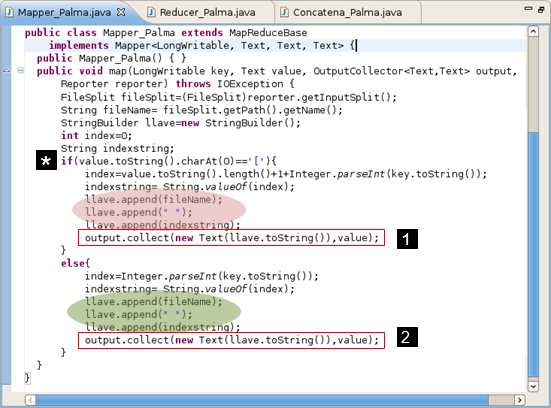 Mapper_Palma.java
Reducer_Palma.java
Concatena_Palma.java
public class Mapper_Palma extends MapReduceBase
implements Mapper<LongWritable, Text, Text, Text> {
public Mapper_Palma() { }
public void map(LongWritable key, Text value, OutputCollector<Text,Text> output,
Reporter reporter) throws IOException {
FileSplit fileSplit=(FileSplit)reporter.getInputSplit();
String fileName= fileSplit.getPath().getName();
StringBuilder llave=new StringBuilder();
int index=0;
String indexstring;
* if(value.toString().charAt(0)=='['){
index=value.toString().length()+1+Integer.parseInt(key.toString());
indexstring= String.valueOf(index);
llave.append(fileName);
llave.append(" ");
llave.append(indexstring);
output.collect(new Text(llave.toString()),value); 1
}
else{
index=Integer.parseInt(key.toString());
indexstring= String.valueOf(index);
llave.append(fileName);
llave.append(" ");
llave.append(indexstring);
output.collect(new Text(llave.toString()),value); 2
}
}
}